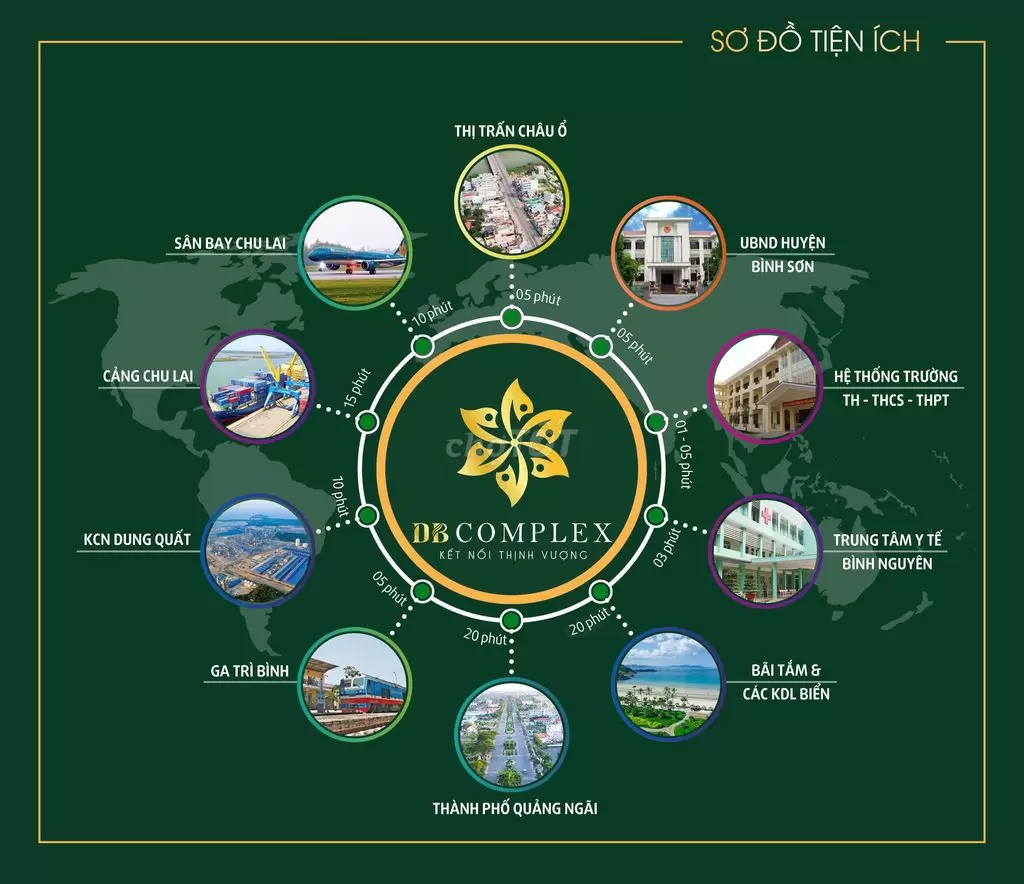 SƠ ĐỒ TIỆN ÍCH
THỊ TRẤN CHÂU Ổ
05 phút
UBND HUYỆN
BÌNH SƠN
05 phút
HỆ THỐNG TRƯỜNG
TH - THCS - THPT
01 - 05 phút
TRUNG TÂM Y TẾ
BÌNH NGUYÊN
03 phút
BÃI TẮM &
CÁC KDL BIỂN
20 phút
THÀNH PHỐ QUẢNG NGÃI
20 phút
GA TRÌ BÌNH
05 phút
KCN DUNG QUẤT
10 phút
CẢNG CHU LAI
15 phút
SÂN BAY CHU LAI
10 phút
DB COMPLEX
KẾT NỐI THỊNH VƯỢNG